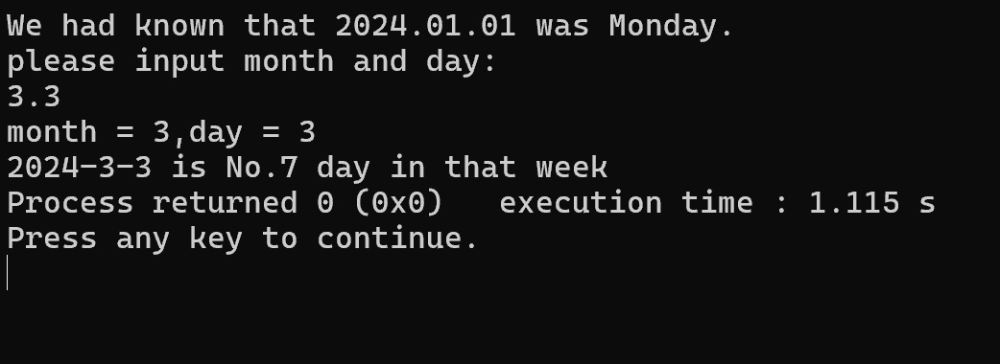 We had known that 2024.01.01 was Monday.
please input month and day:
3.3
month = 3,day = 3
2024-3-3 is No.7 day in that week
Process returned 0 (0x0)   execution time : 1.115 s
Press any key to continue.